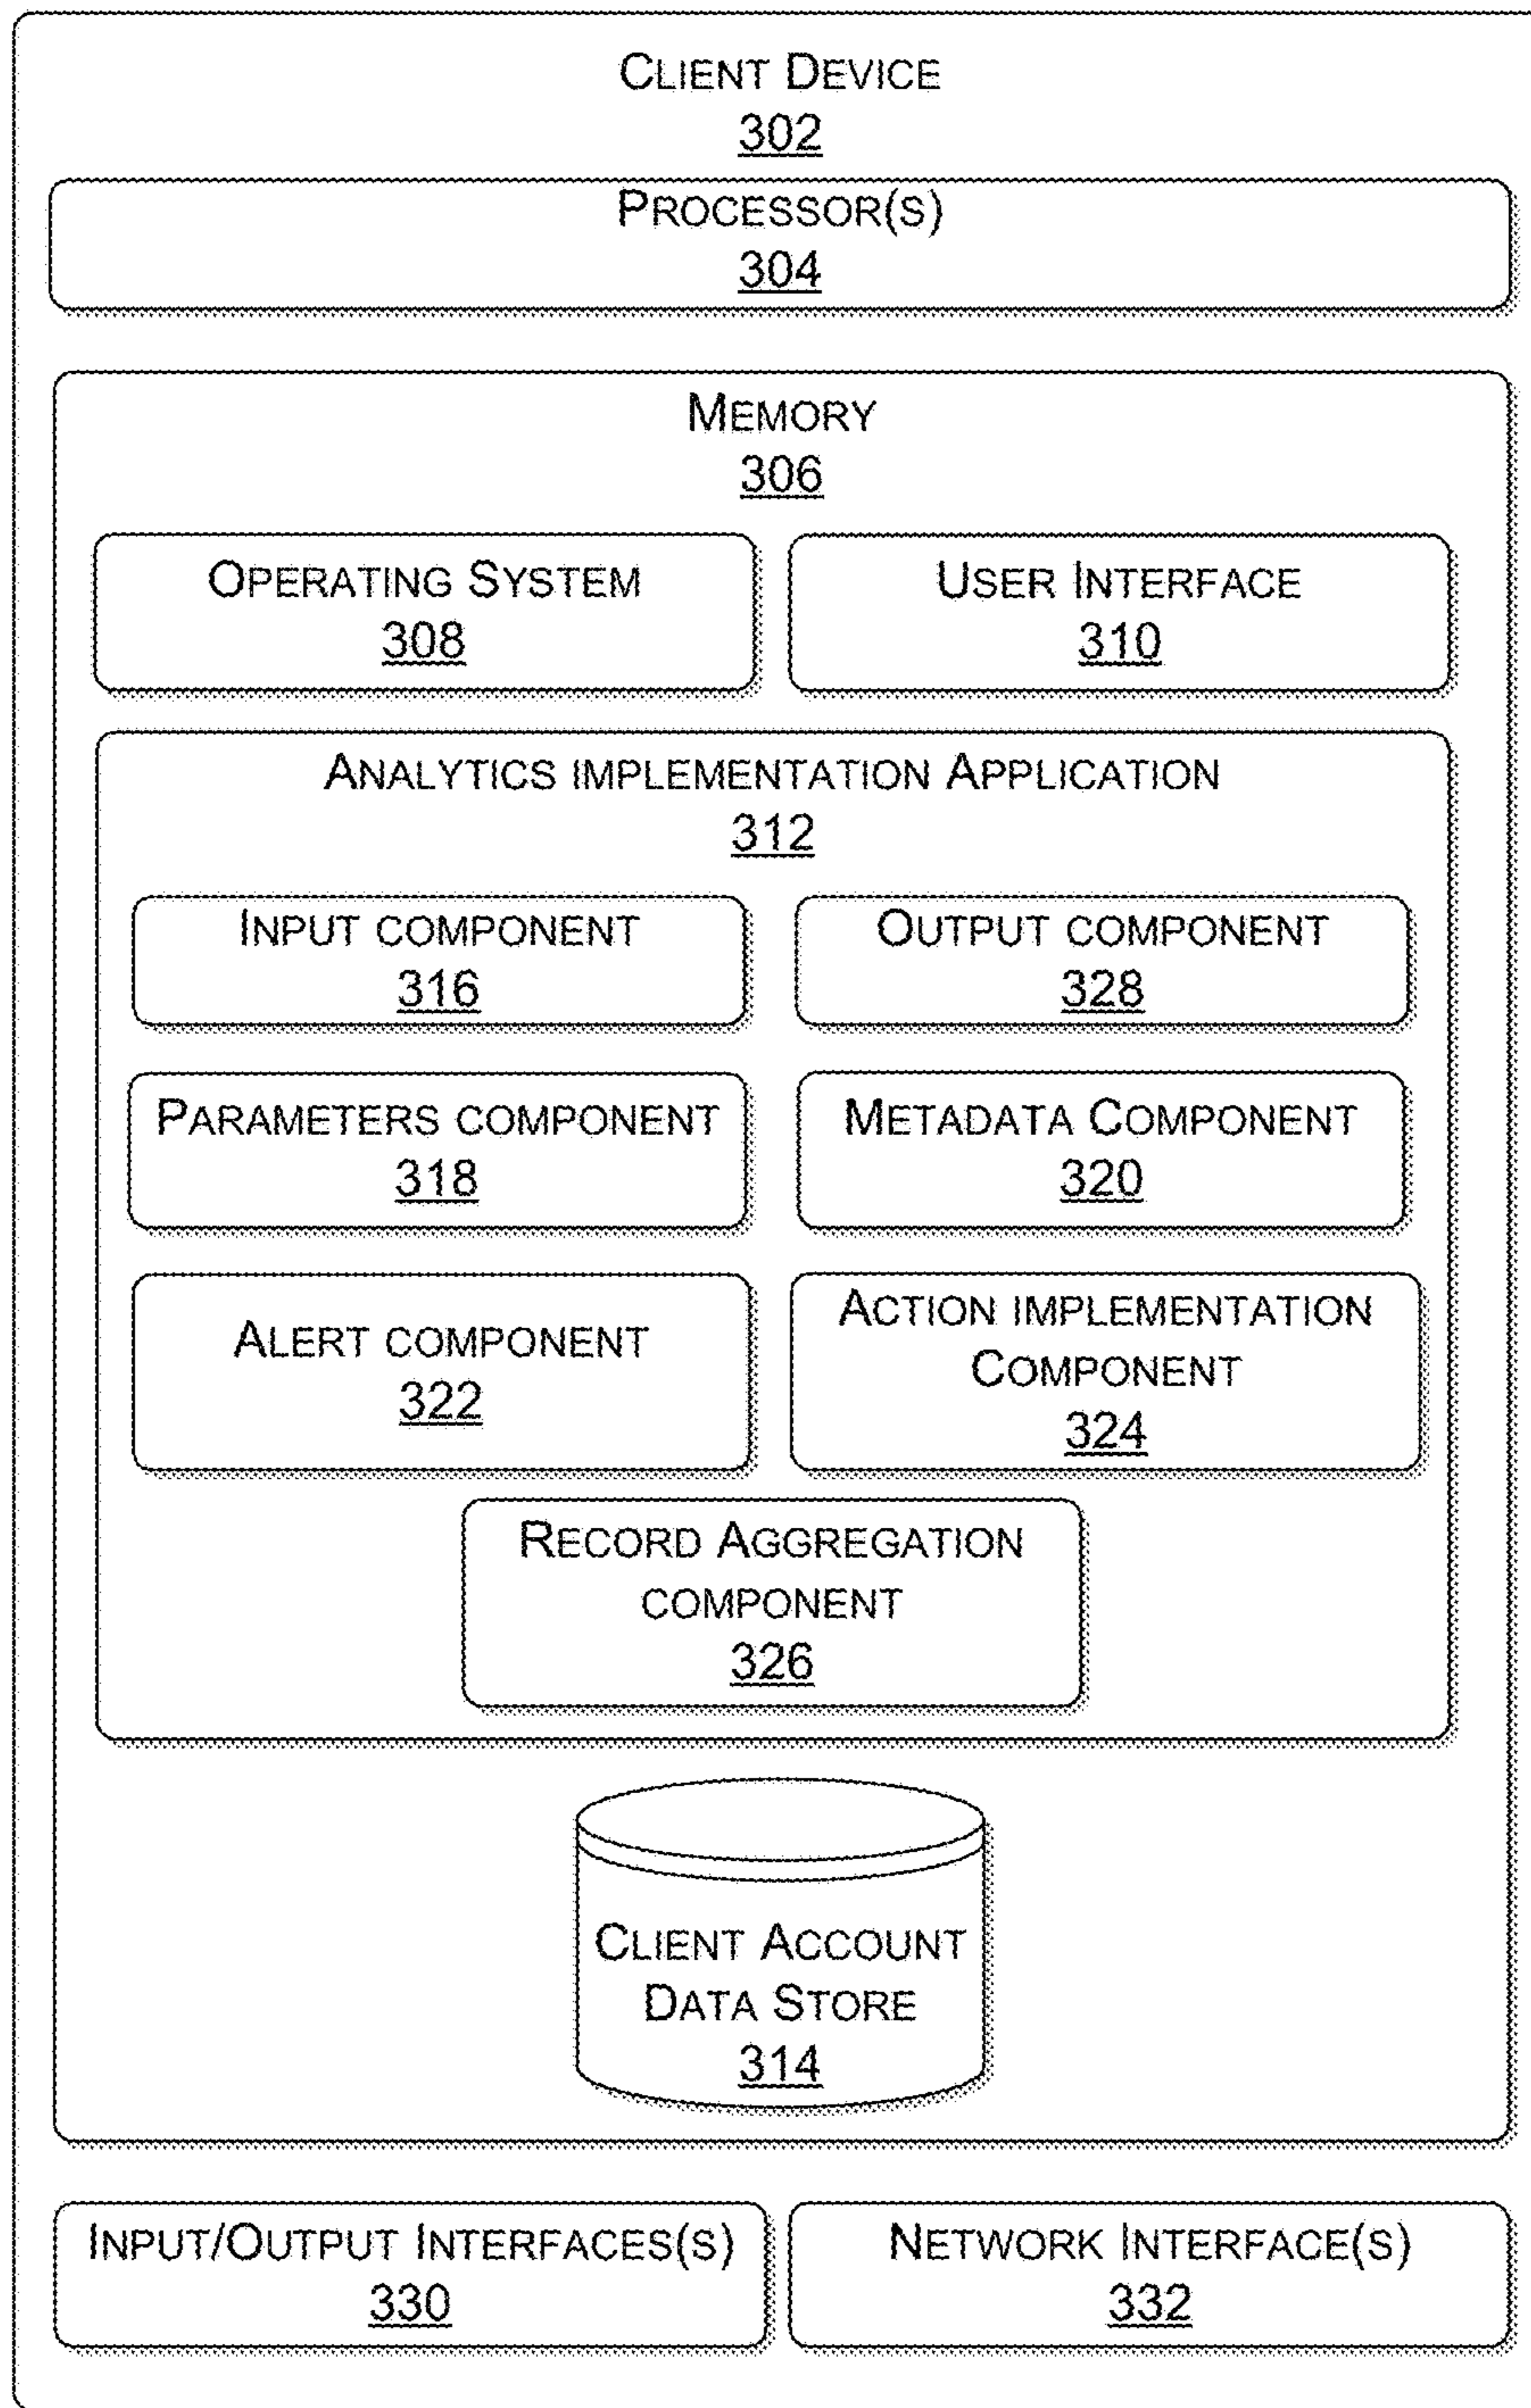 CLIENT DEVICE
302
PROCESSOR(S)
304
MEMORY
306
OPERATING SYSTEM
308
USER INTERFACE
310
ANALYTICS IMPLEMENTATION APPLICATION
312
INPUT COMPONENT
316
OUTPUT COMPONENT
328
PARAMETERS COMPONENT
318
METADATA COMPONENT
320
ALERT COMPONENT
322
ACTION IMPLEMENTATION
COMPONENT
324
RECORD AGGREGATION
COMPONENT
326
CLIENT ACCOUNT
DATA STORE
314
INPUT/OUTPUT INTERFACES(S)
330
NETWORK INTERFACE(S)
332